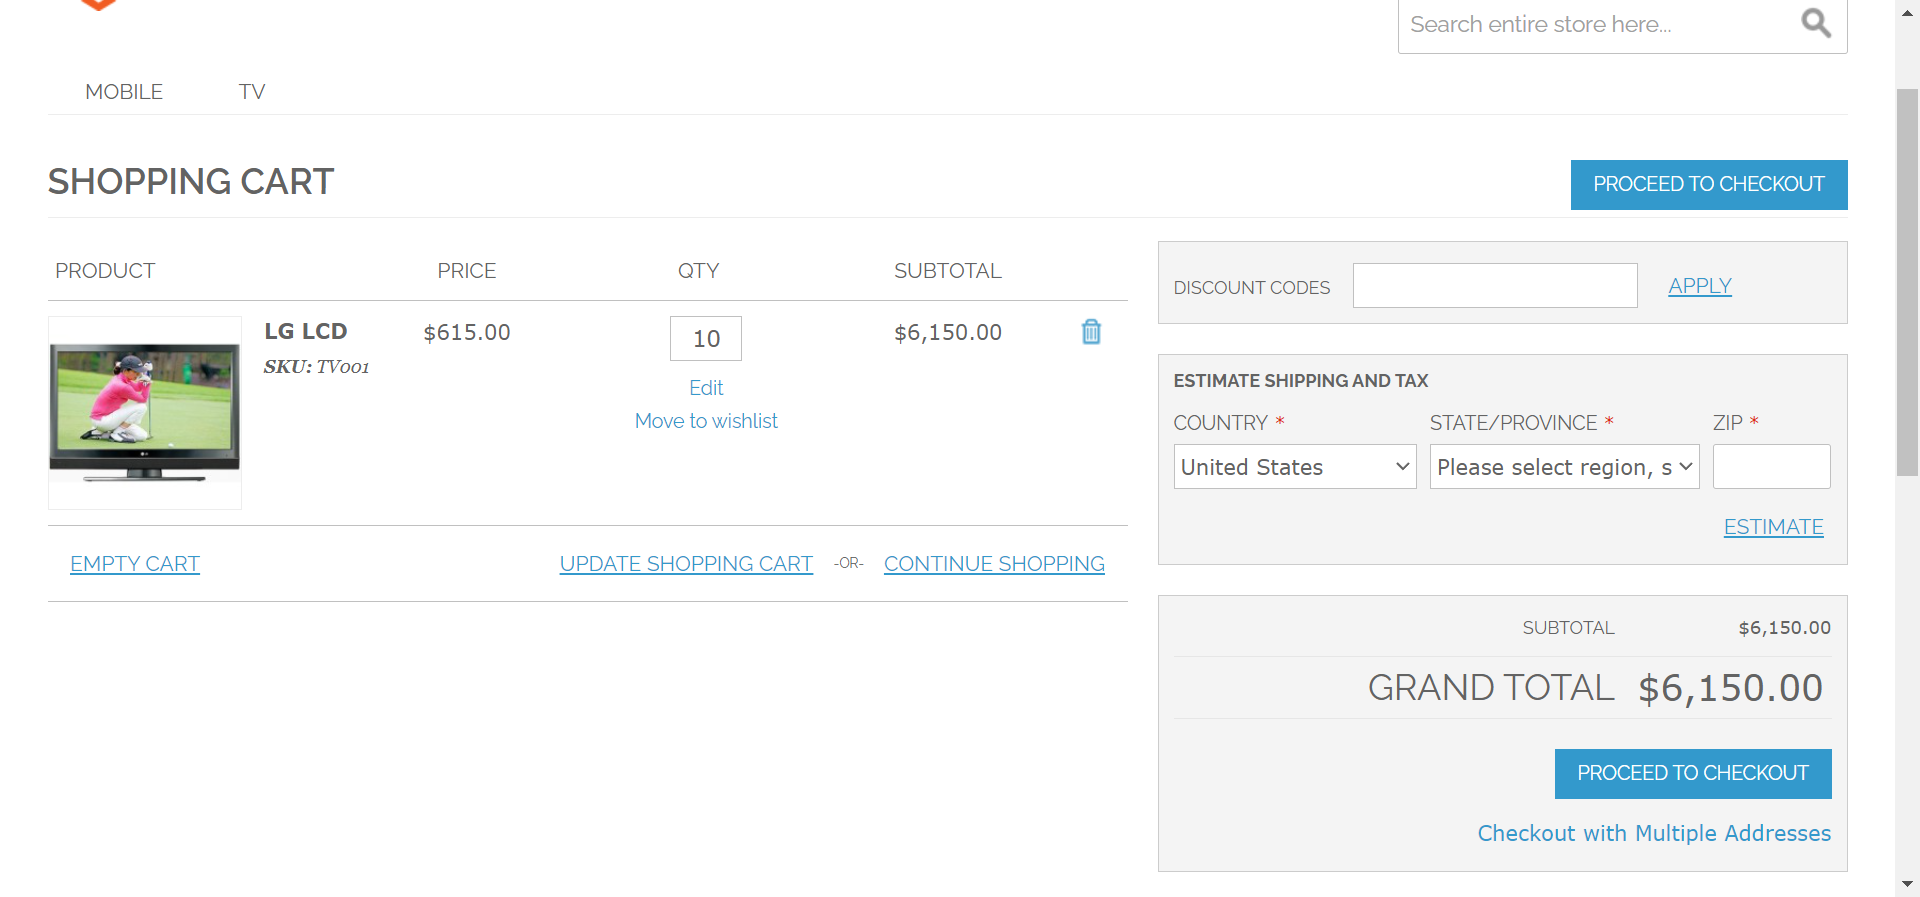 Search entire store here...
MOBILE TV
SHOPPING CART
PROCEED TO CHECKOUT
PRODUCT PRICE QTY SUBTOTAL
LG LCD $615.00 10 $6,150.00
SKU: TV001
Edit
Move to wishlist
EMPTY CART UPDATE SHOPPING CART -OR- CONTINUE SHOPPING
DISCOUNT CODES APPLY
ESTIMATE SHIPPING AND TAX
COUNTRY * STATE/PROVINCE * ZIP *
United States Please select region, s
ESTIMATE
SUBTOTAL $6,150.00
GRAND TOTAL $6,150.00
PROCEED TO CHECKOUT
Checkout with Multiple Addresses